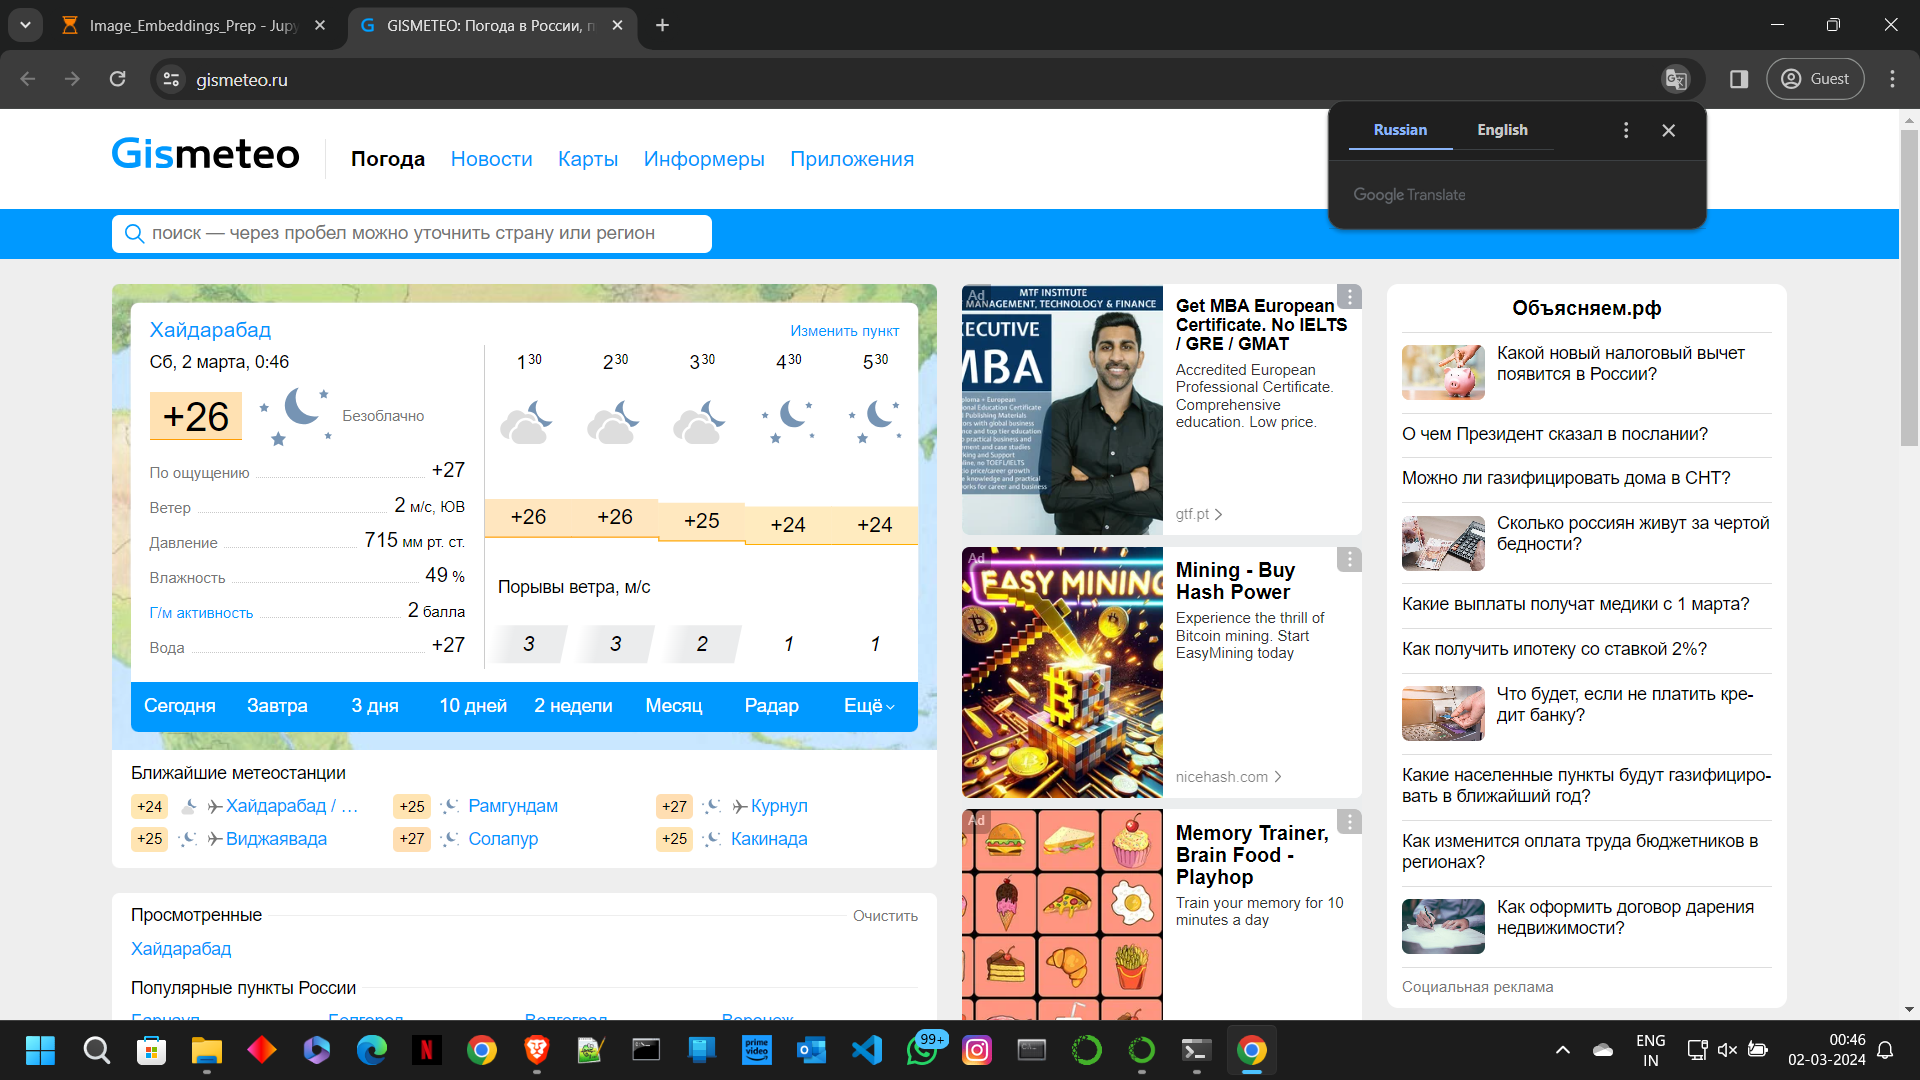 Image_Embeddings_Prep - Jupy
GISMETEO: Погода в России, п
gismeteo.ru
Guest
Russian
English
Google Translate
Gismeteo
Погода
Новости
Карты
Информеры
Приложения
поиск — через пробел можно уточнить страну или регион
Хайдарабад
Изменить пункт
Сб, 2 марта, 0:46
+26
Безоблачно
По ощущению +27
Ветер 2 м/с, ЮВ
Давление 715 мм рт. ст.
Влажность 49 %
Г/м активность 2 балла
Вода +27
1 30 2 30 3 30 4 30 5 30
+26 +26 +25 +24 +24
Порывы ветра, м/с
3 3 2 1 1
Сегодня Завтра 3 дня 10 дней 2 недели Месяц Радар Ещё
Ближайшие метеостанции
+24 Хайдарабад / … +25 Рамгундам +27 Курнул
+25 Виджаявада +27 Солапур +25 Какинада
Просмотренные
Очистить
Хайдарабад
Популярные пункты России
Барнаул Белгород Волгоград Воронеж
Ad
MTF INSTITUTE
MANAGEMENT, TECHNOLOGY & FINANCE
ECUTIVE
MBA
Get MBA European
Certificate. No IELTS
/ GRE / GMAT
Accredited European
Professional Certificate.
Comprehensive
education. Low price.
gtf.pt
Ad
EASY MINING
Mining - Buy
Hash Power
Experience the thrill of
Bitcoin mining. Start
EasyMining today
nicehash.com
Ad
Memory Trainer,
Brain Food -
Playhop
Train your memory for 10
minutes a day
Объясняем.рф
Какой новый налоговый вычет
появится в России?
О чем Президент сказал в послании?
Можно ли газифицировать дома в СНТ?
Сколько россиян живут за чертой
бедности?
Какие выплаты получат медики с 1 марта?
Как получить ипотеку со ставкой 2%?
Что будет, если не платить кре-
дит банку?
Какие населенные пункты будут газифициро-
вать в ближайший год?
Как изменится оплата труда бюджетников в
регионах?
Как оформить договор дарения
недвижимости?
Социальная реклама
prime
video
99+
ENG
IN
00:46
02-03-2024